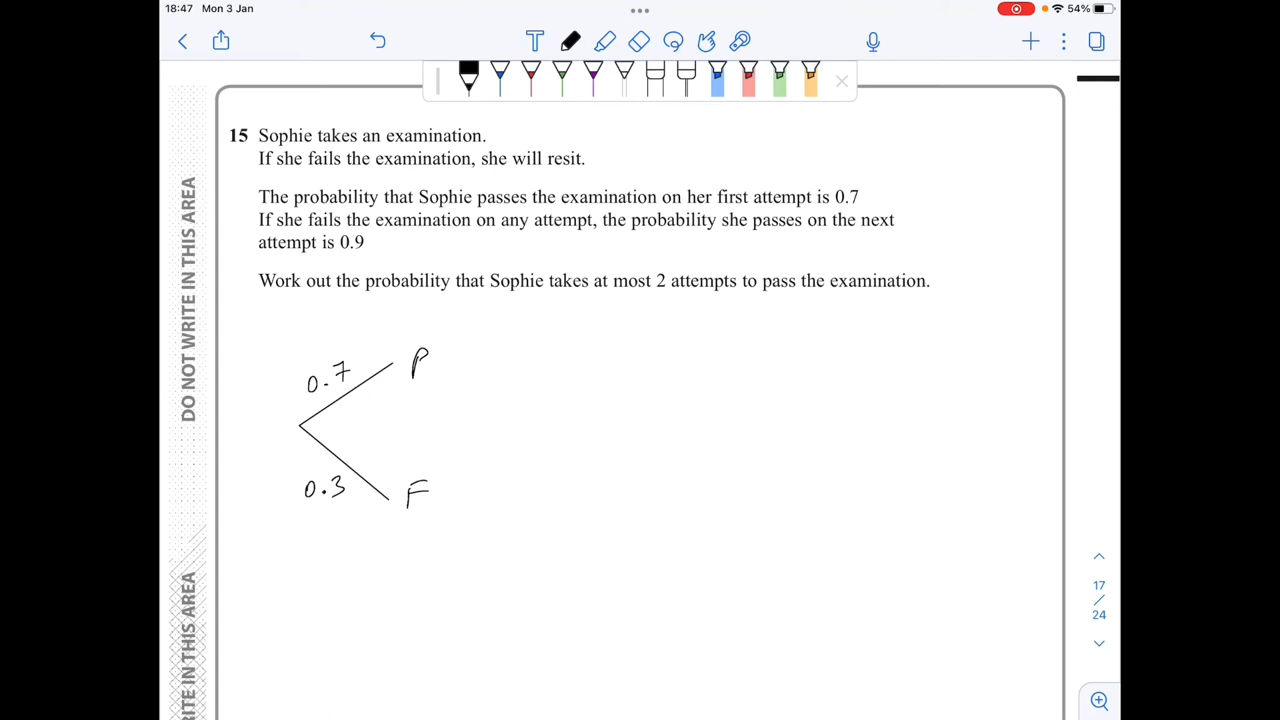 18:47 Mon 3 Jan
54%
T
15 Sophie takes an examination.
If she fails the examination, she will resit.
The probability that Sophie passes the examination on her first attempt is 0.7
If she fails the examination on any attempt, the probability she passes on the next
attempt is 0.9
Work out the probability that Sophie takes at most 2 attempts to pass the examination.
0.7 P
0.3 F
DO NOT WRITE IN THIS AREA
RITE IN THIS AREA
17
/
24